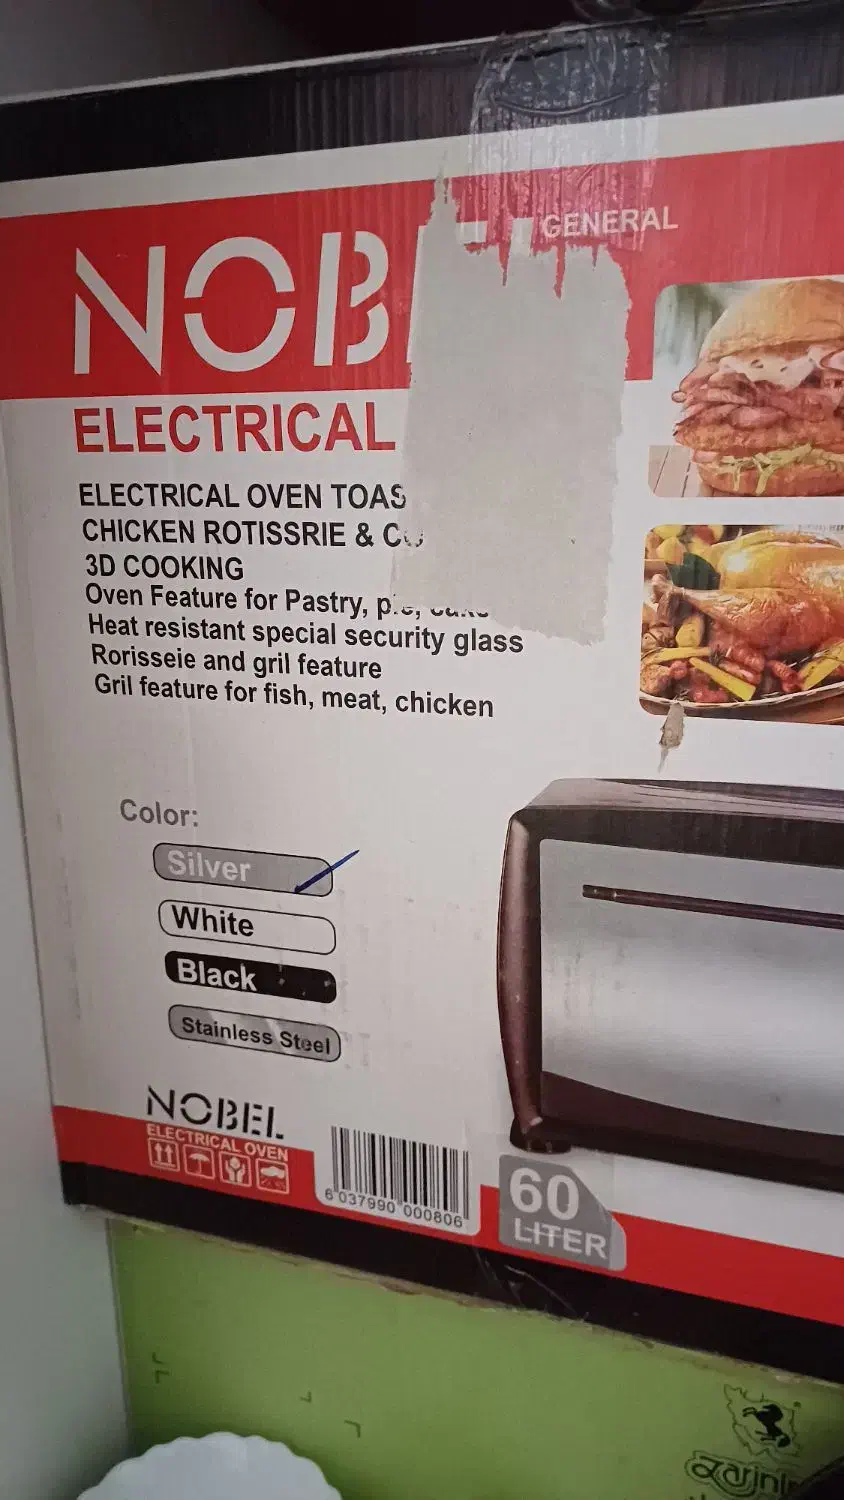 GENERAL
NOB
ELECTRICAL
ELECTRICAL OVEN TOAS
CHICKEN ROTISSRIE & C
3D COOKING
Oven Feature for Pastry,
Heat resistant special security glass
Rorisseie and gril feature
Gril feature for fish, meat, chicken
Color:
Silver
White
Black
Stainless Steel
NOBEL
ELECTRICAL OVEN
6 037990 000806
60
LITER